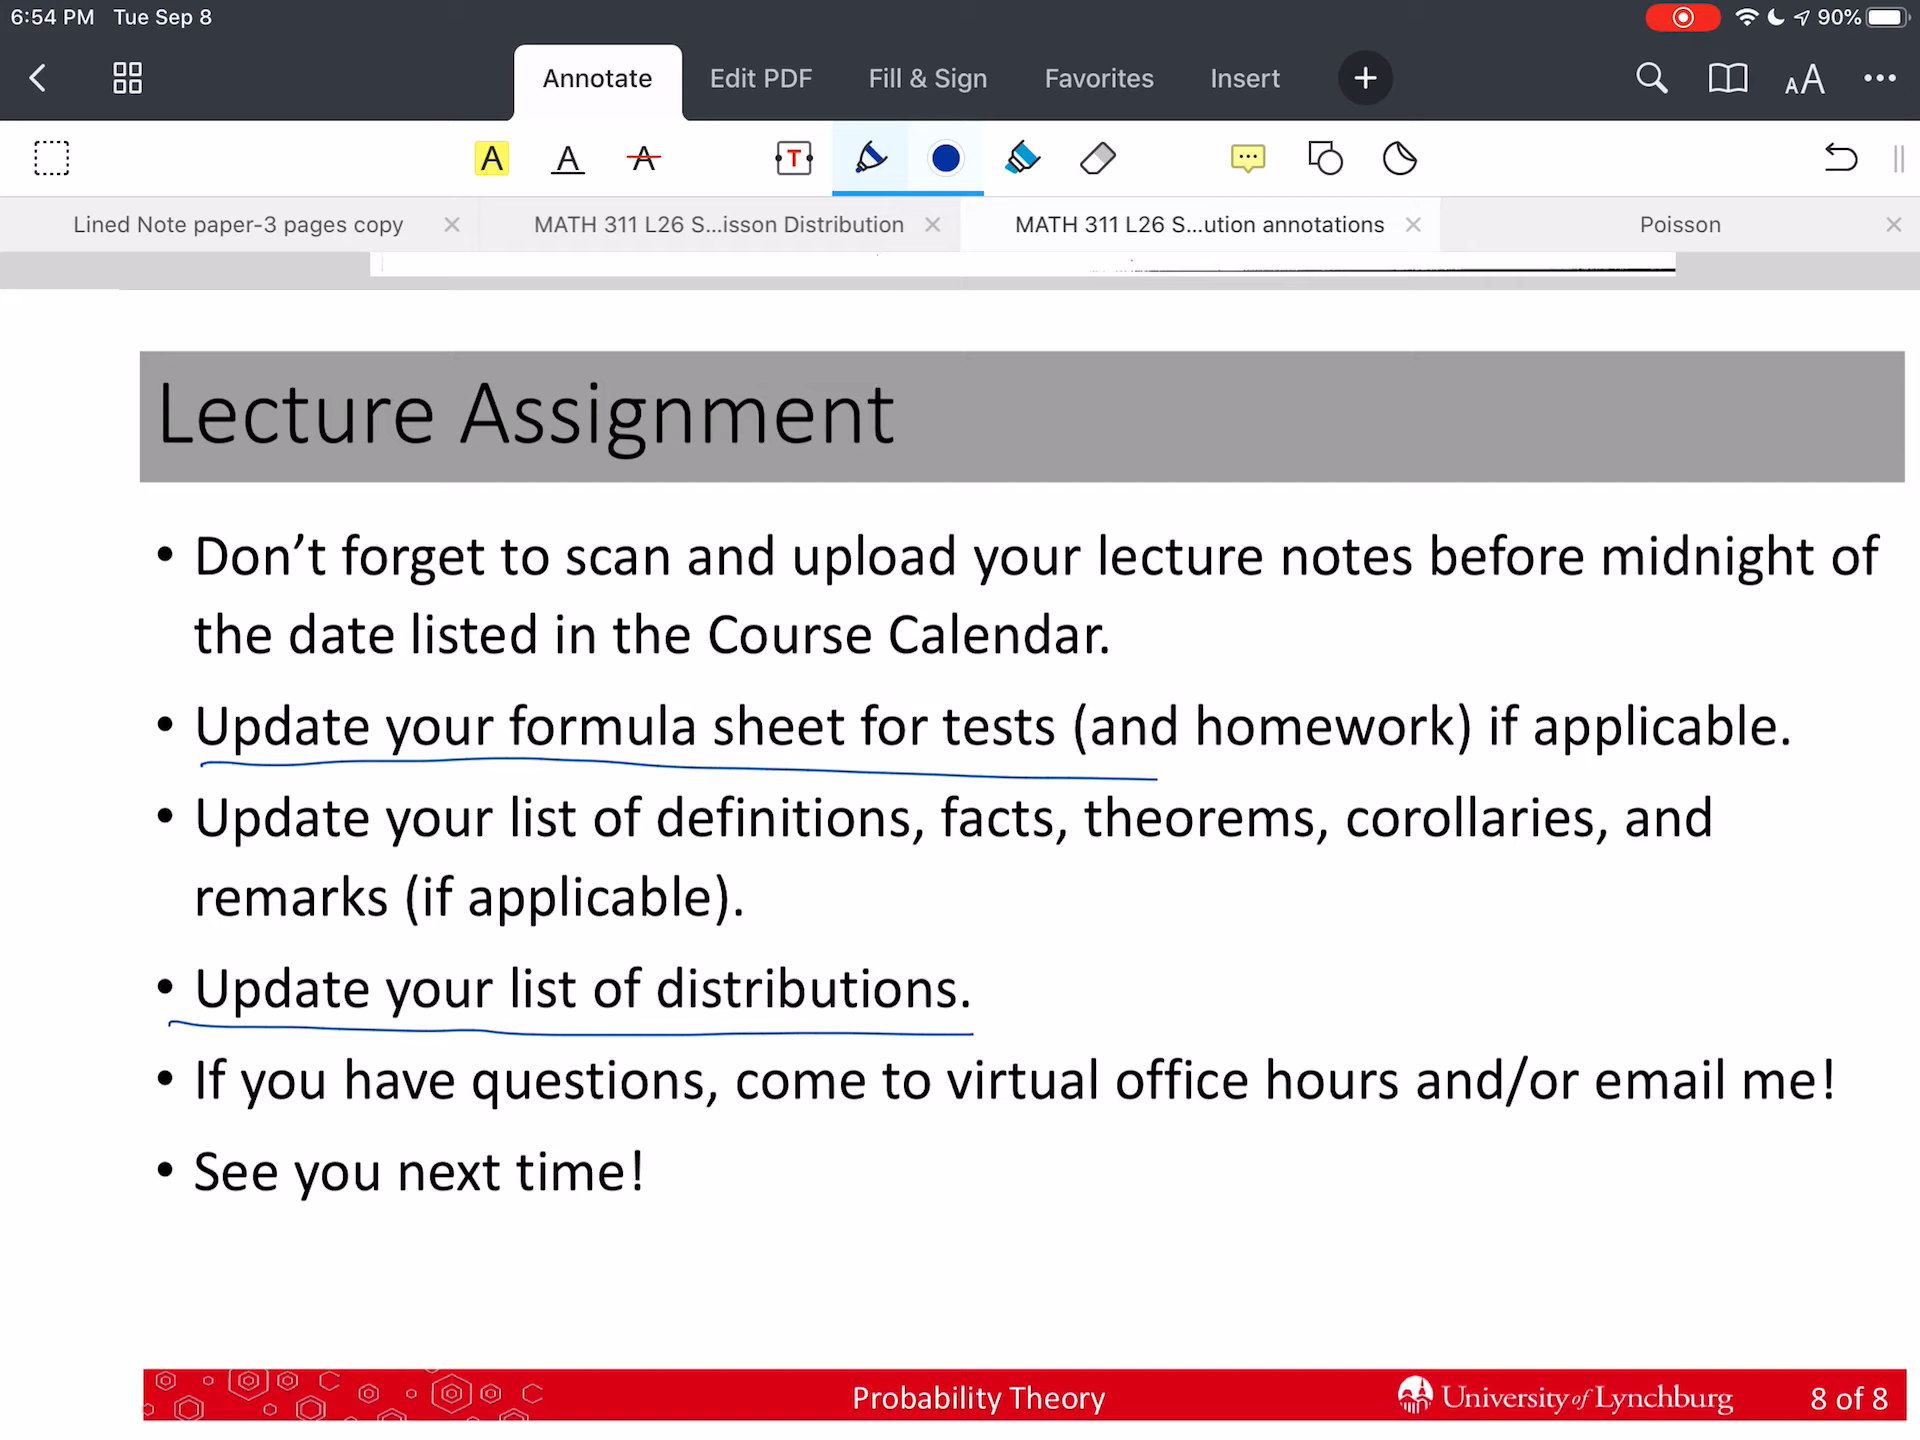 6:54 PM Tue Sep 8 90%
Annotate Edit PDF Fill & Sign Favorites Insert
A A A T AA
Lined Note paper-3 pages copy MATH 311 L26 S...isson Distribution MATH 311 L26 S...ution annotations Poisson
Lecture Assignment
• Don’t forget to scan and upload your lecture notes before midnight of
the date listed in the Course Calendar.
• Update your formula sheet for tests (and homework) if applicable.
• Update your list of definitions, facts, theorems, corollaries, and
remarks (if applicable).
• Update your list of distributions.
• If you have questions, come to virtual office hours and/or email me!
• See you next time!
Probability Theory University of Lynchburg 8 of 8